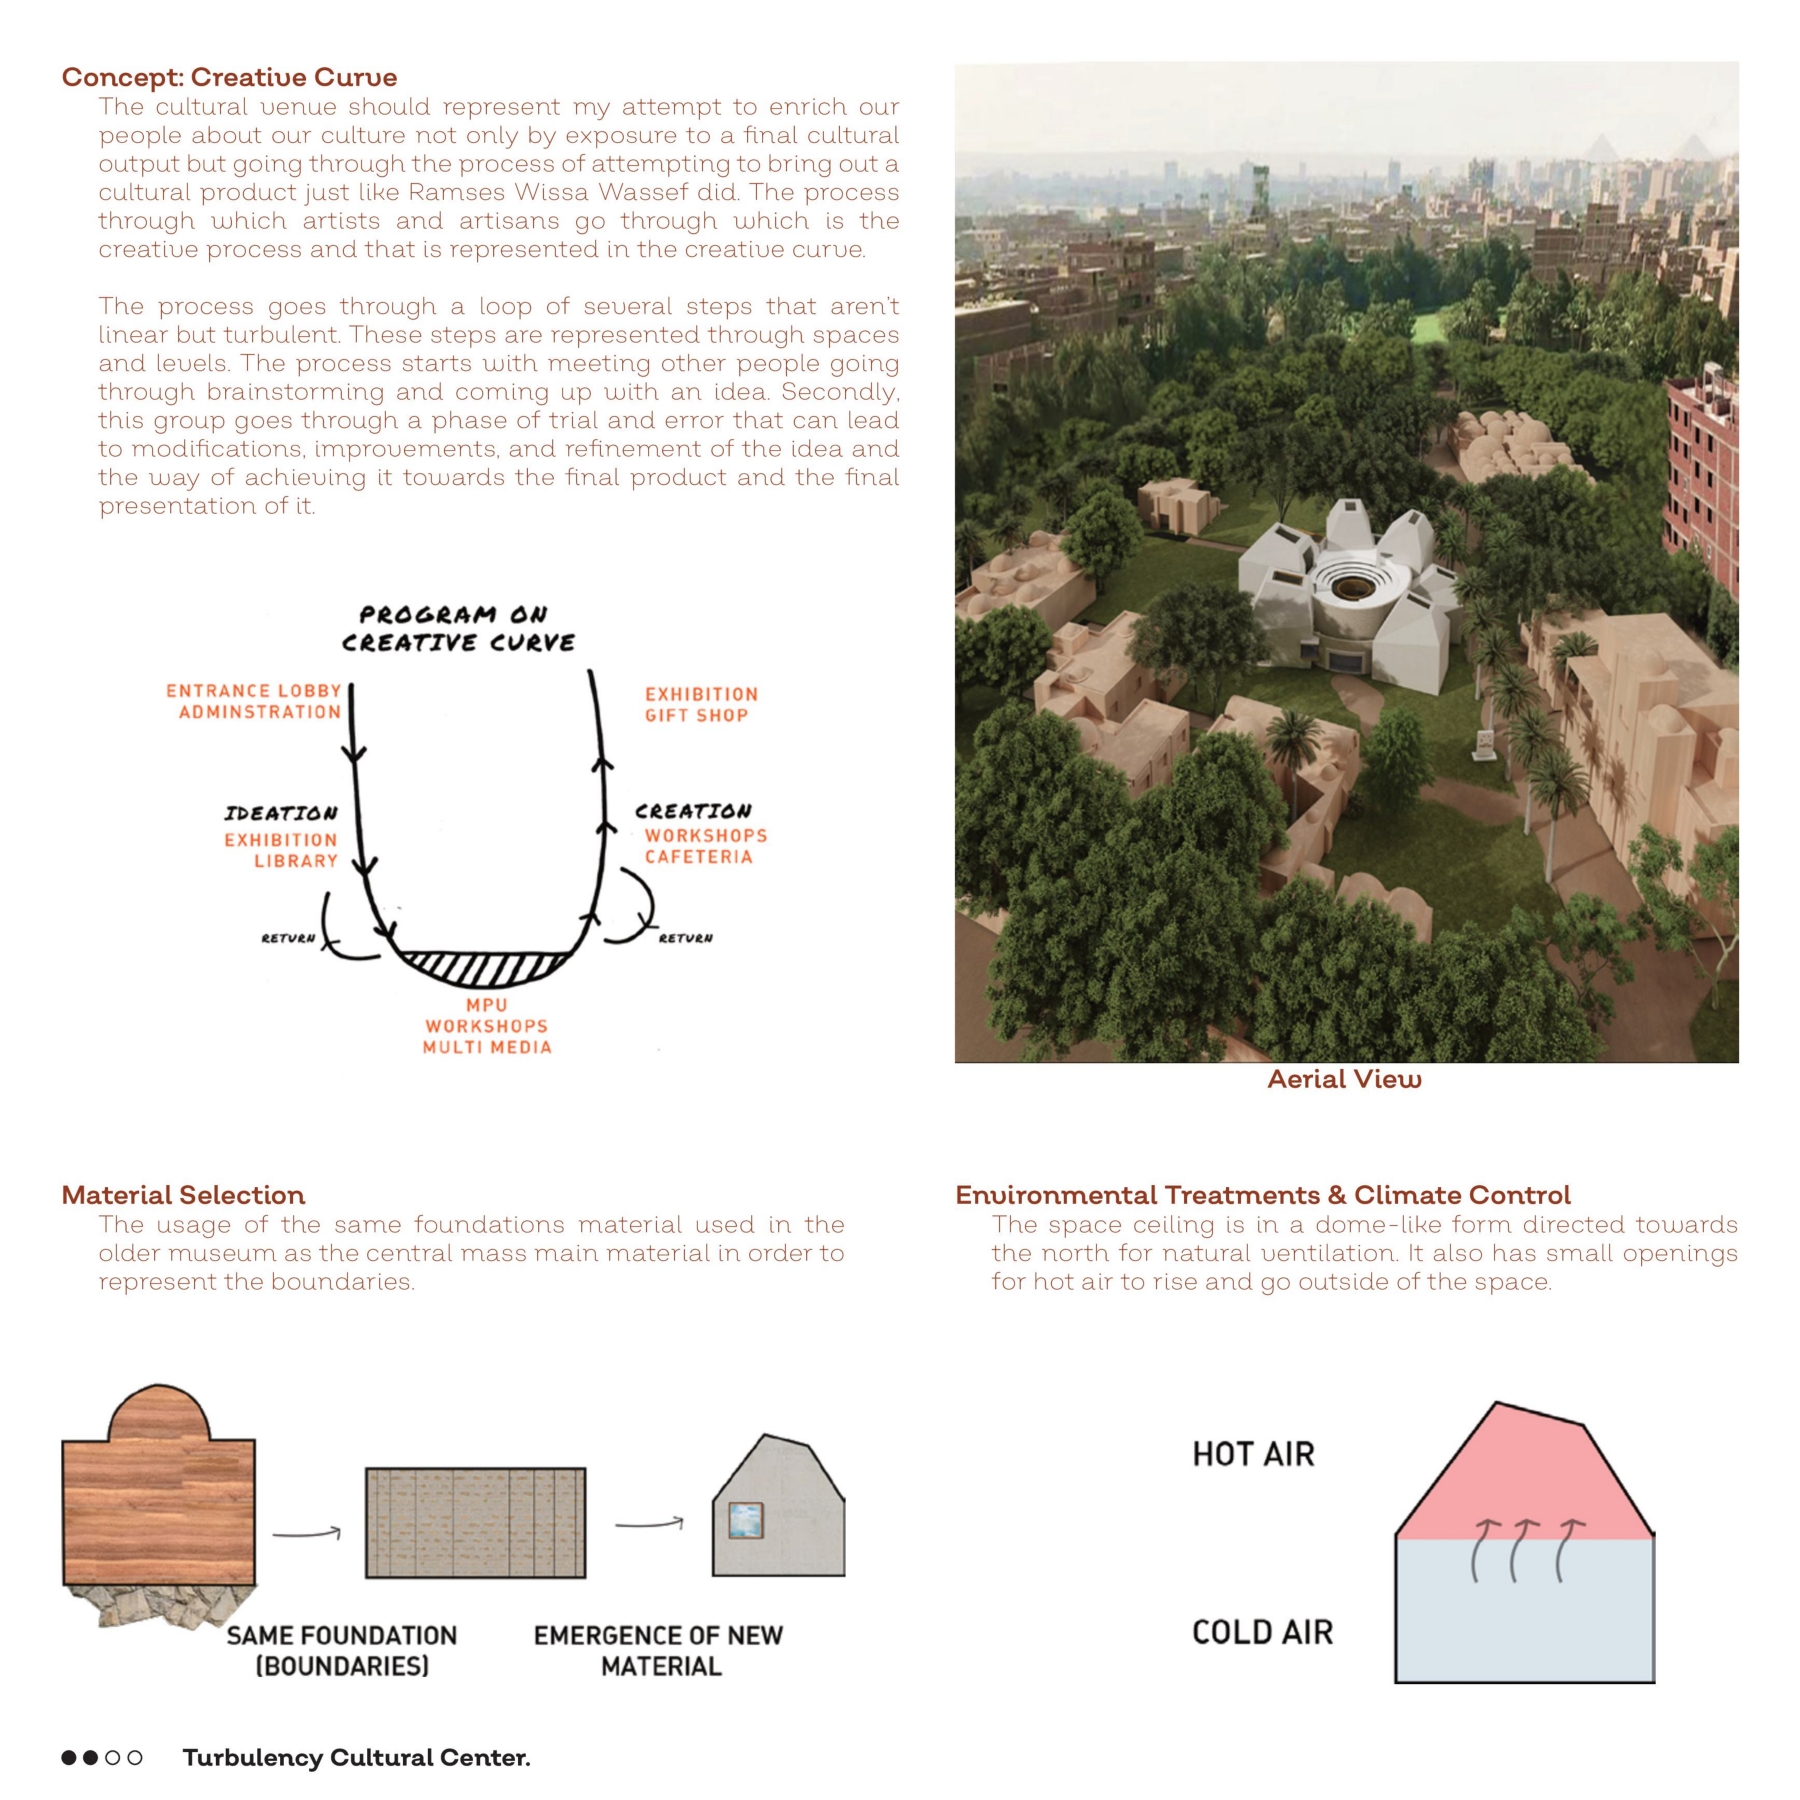 Concept: Creative Curve
The cultural venue should represent my attempt to enrich our
people about our culture not only by exposure to a final cultural
output but going through the process of attempting to bring out a
cultural product just like Ramses Wissa Wassef did. The process
through which artists and artisans go through which is the
creative process and that is represented in the creative curve.
The process goes through a loop of several steps that aren't
linear but turbulent. These steps are represented through spaces
and levels. The process starts with meeting other people going
through brainstorming and coming up with an idea. Secondly,
this group goes through a phase of trial and error that can lead
to modifications, improvements, and refinement of the idea and
the way of achieving it towards the final product and the final
presentation of it.
PROGRAM ON
CREATIVE CURVE
ENTRANCE LOBBY
ADMINSTRATION
EXHIBITION
GIFT SHOP
IDEATION
EXHIBITION
LIBRARY
CREATION
WORKSHOPS
CAFETERIA
RETURN
RETURN
MPU
WORKSHOPS
MULTI MEDIA
Aerial View
Material Selection
The usage of the same foundations material used in the
older museum as the central mass main material in order to
represent the boundaries.
SAME FOUNDATION
(BOUNDARIES)
EMERGENCE OF NEW
MATERIAL
Environmental Treatments & Climate Control
The space ceiling is in a dome-like form directed towards
the north for natural ventilation. It also has small openings
for hot air to rise and go outside of the space.
HOT AIR
COLD AIR
Turbulency Cultural Center.